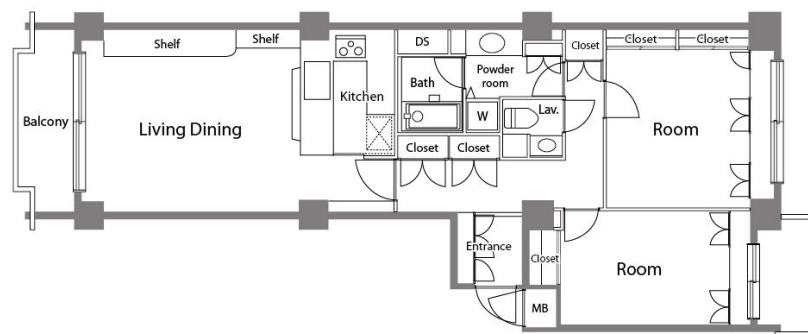 Shelf
Shelf
DS
Closet
Closet
Closet
Powder
room
Bath
Kitchen
Lav.
W
Balcony
Living Dining
Room
Closet
Closet
Entrance
Closet
Room
MB